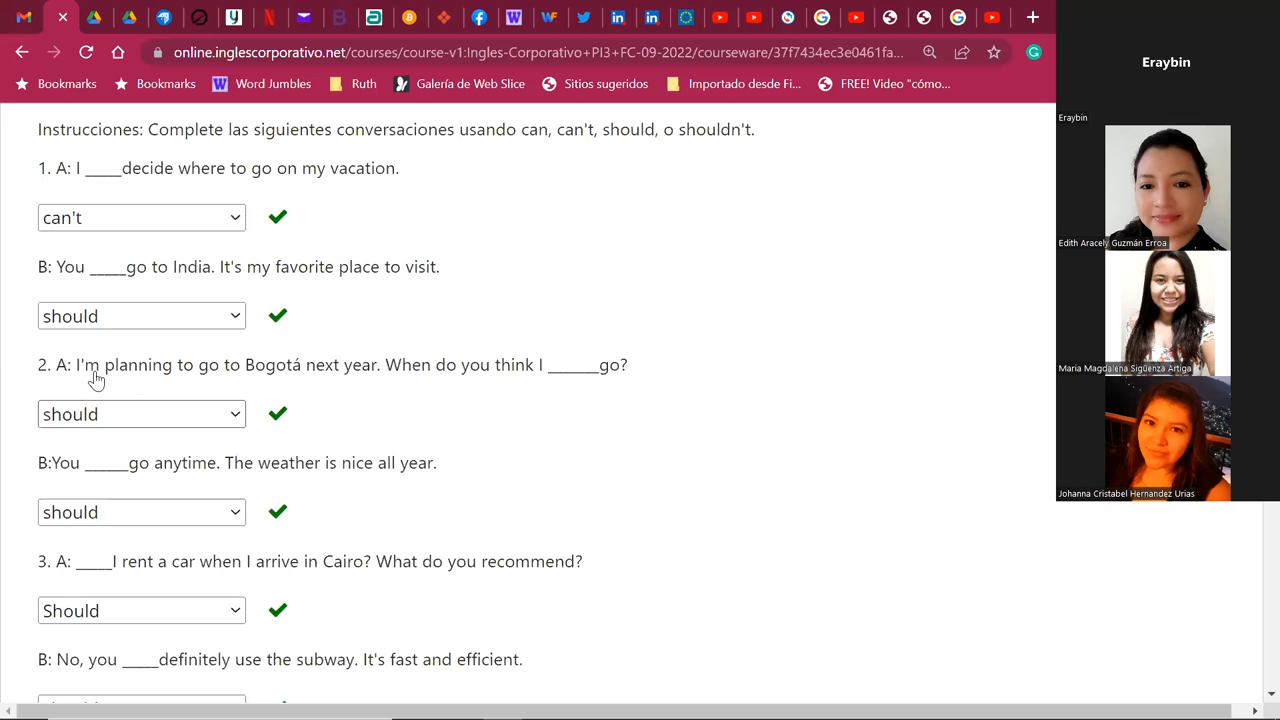 online.inglescorporativo.net/courses/course-v1:Ingles-Corporativo+PI3+FC-09-2022/courseware/37f7434ec3e0461fa...
Bookmarks
Bookmarks
Word Jumbles
Ruth
Galería de Web Slice
Sitios sugeridos
Importado desde Fi...
FREE! Video "cómo...
Instrucciones: Complete las siguientes conversaciones usando can, can't, should, o shouldn't.
1. A: I ____decide where to go on my vacation.
can't
B: You ____go to India. It's my favorite place to visit.
should
2. A: I'm planning to go to Bogotá next year. When do you think I ______go?
should
B:You _____go anytime. The weather is nice all year.
should
3. A: ____I rent a car when I arrive in Cairo? What do you recommend?
Should
B: No, you ____definitely use the subway. It's fast and efficient.
Eraybin
Eraybin
Edith Aracely Guzmán Erroa
Maria Magdalena Sigüenza Artiga
Johanna Cristabel Hernandez Urias